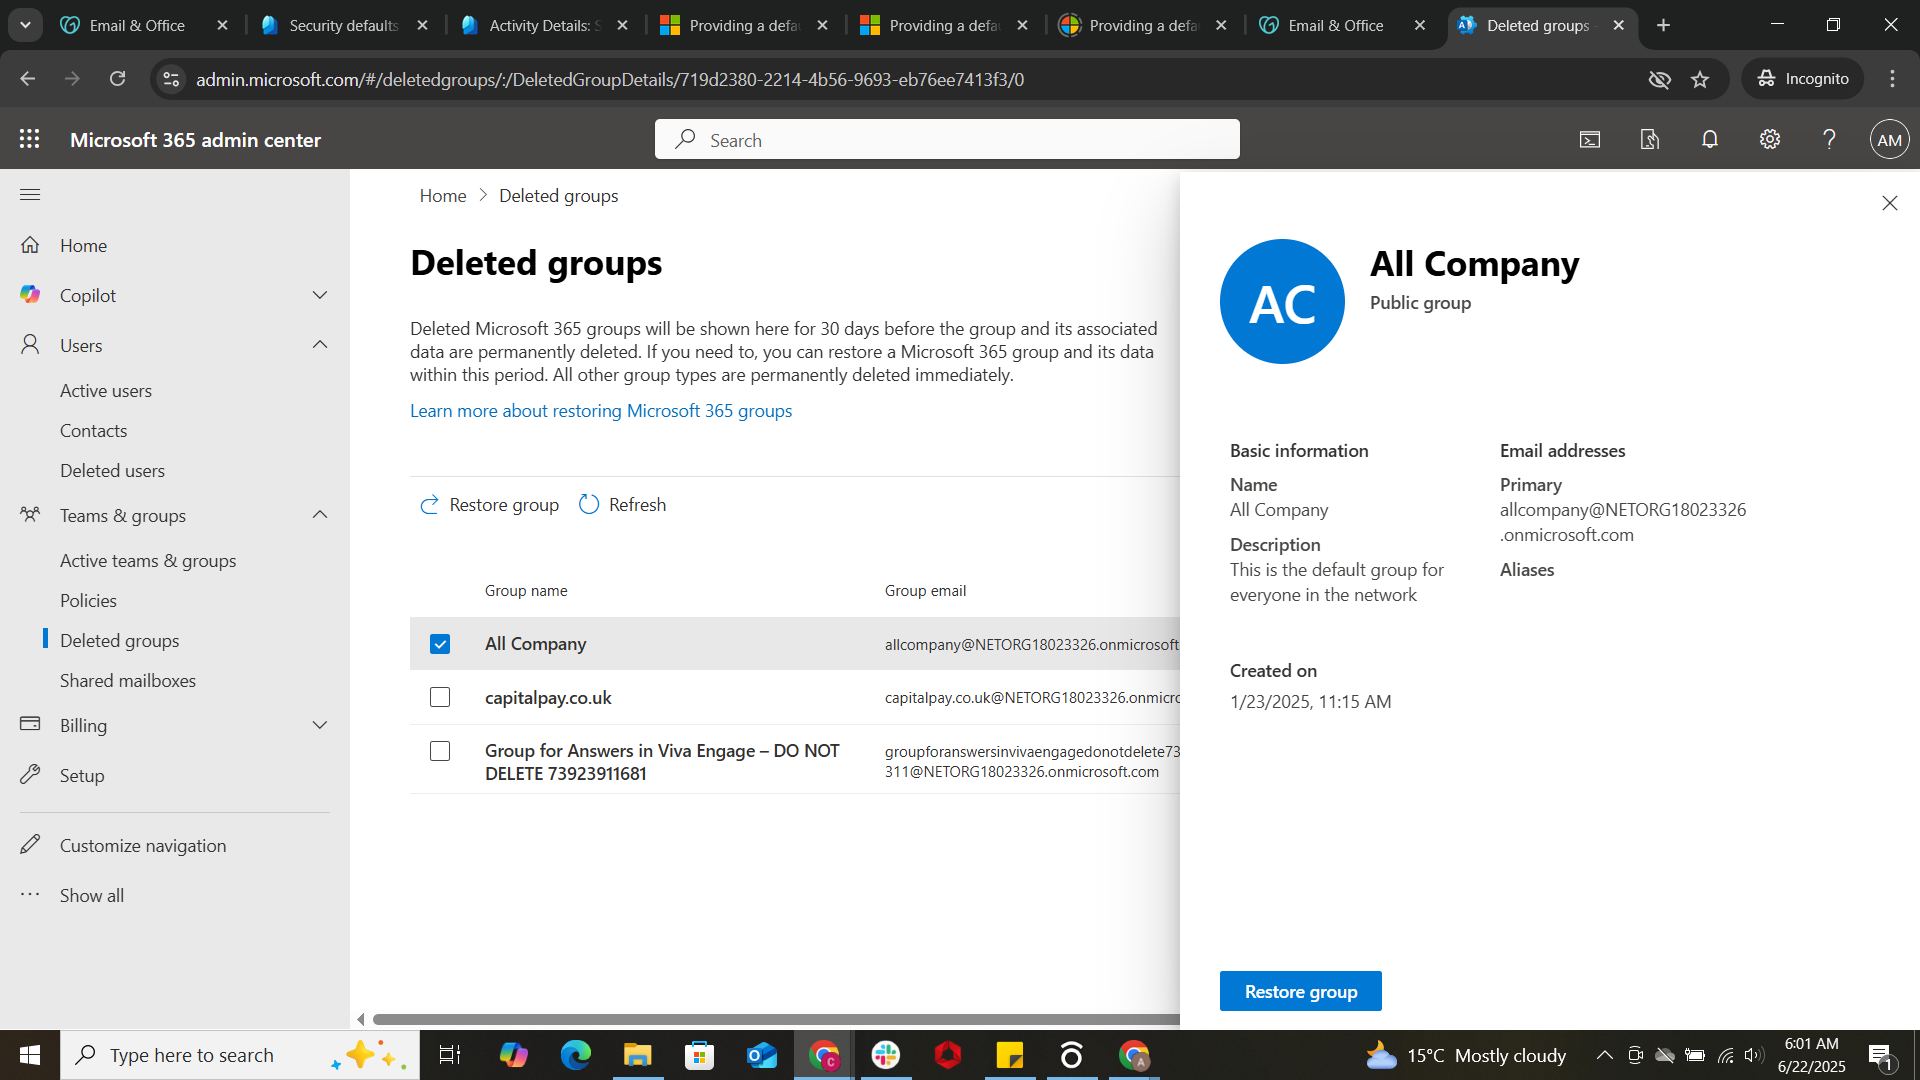 Email & Office
Security defaults
Activity Details: S
Providing a defa
Providing a defa
Providing a defa
Email & Office
Deleted groups -
admin.microsoft.com/#/deletedgroups/:/DeletedGroupDetails/719d2380-2214-4b56-9693-eb76ee7413f3/0
Incognito
Microsoft 365 admin center
Search
AM
Home
Copilot
Users
Active users
Contacts
Deleted users
Teams & groups
Active teams & groups
Policies
Deleted groups
Shared mailboxes
Billing
Setup
Customize navigation
Show all
Home > Deleted groups
Deleted groups
Deleted Microsoft 365 groups will be shown here for 30 days before the group and its associated
data are permanently deleted. If you need to, you can restore a Microsoft 365 group and its data
within this period. All other group types are permanently deleted immediately.
Learn more about restoring Microsoft 365 groups
Restore group
Refresh
Group name
Group email
All Company
allcompany@NETORG18023326.onmicrosoft
capitalpay.co.uk
capitalpay.co.uk@NETORG18023326.onmicro
Group for Answers in Viva Engage – DO NOT
DELETE 73923911681
groupforanswersinvivaengagedonotdelete73
311@NETORG18023326.onmicrosoft.com
AC
All Company
Public group
Basic information
Name
All Company
Description
This is the default group for
everyone in the network
Created on
1/23/2025, 11:15 AM
Email addresses
Primary
allcompany@NETORG18023326
.onmicrosoft.com
Aliases
Restore group
Type here to search
15°C Mostly cloudy
6:01 AM
6/22/2025
1